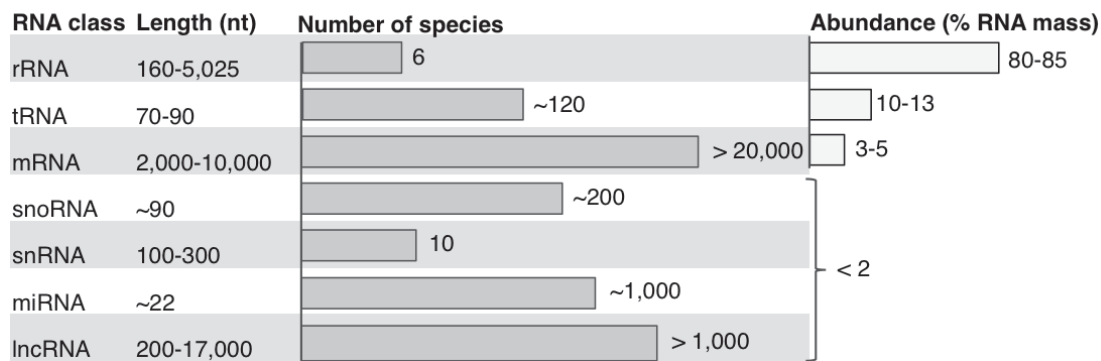 RNA class Length (nt) Number of species Abundance (% RNA mass)
rRNA 160-5,025 6 80-85
tRNA 70-90 ~120 10-13
mRNA 2,000-10,000 > 20,000 3-5
snoRNA ~90 ~200
snRNA 100-300 10
< 2
miRNA ~22 ~1,000
lncRNA 200-17,000 > 1,000